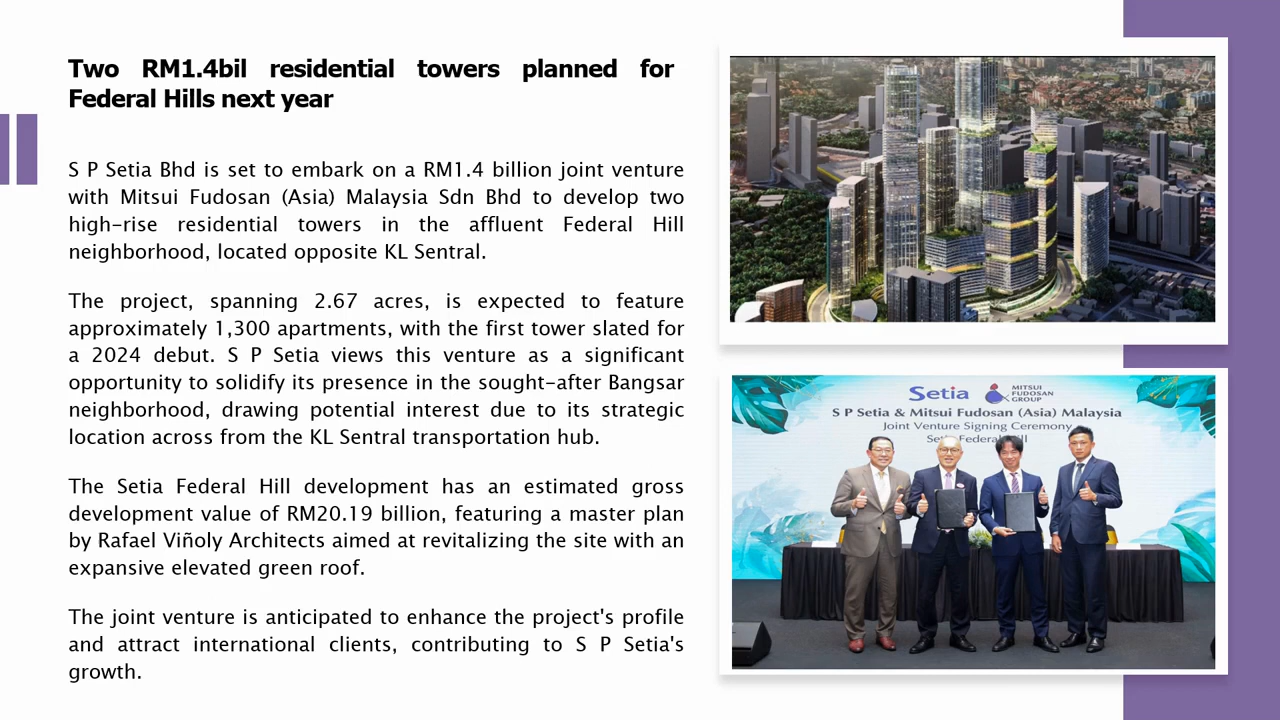 Two RM1.4bil residential towers planned for
Federal Hills next year
S P Setia Bhd is set to embark on a RM1.4 billion joint venture
with Mitsui Fudosan (Asia) Malaysia Sdn Bhd to develop two
high-rise residential towers in the affluent Federal Hill
neighborhood, located opposite KL Sentral.
The project, spanning 2.67 acres, is expected to feature
approximately 1,300 apartments, with the first tower slated for
a 2024 debut. S P Setia views this venture as a significant
opportunity to solidify its presence in the sought-after Bangsar
neighborhood, drawing potential interest due to its strategic
location across from the KL Sentral transportation hub.
The Setia Federal Hill development has an estimated gross
development value of RM20.19 billion, featuring a master plan
by Rafael Viñoly Architects aimed at revitalizing the site with an
expansive elevated green roof.
The joint venture is anticipated to enhance the project's profile
and attract international clients, contributing to S P Setia's
growth.
Setia MITSUI FUDOSAN GROUP
S P Setia & Mitsui Fudosan (Asia) Malaysia
Joint Venture Signing Ceremony
Federal